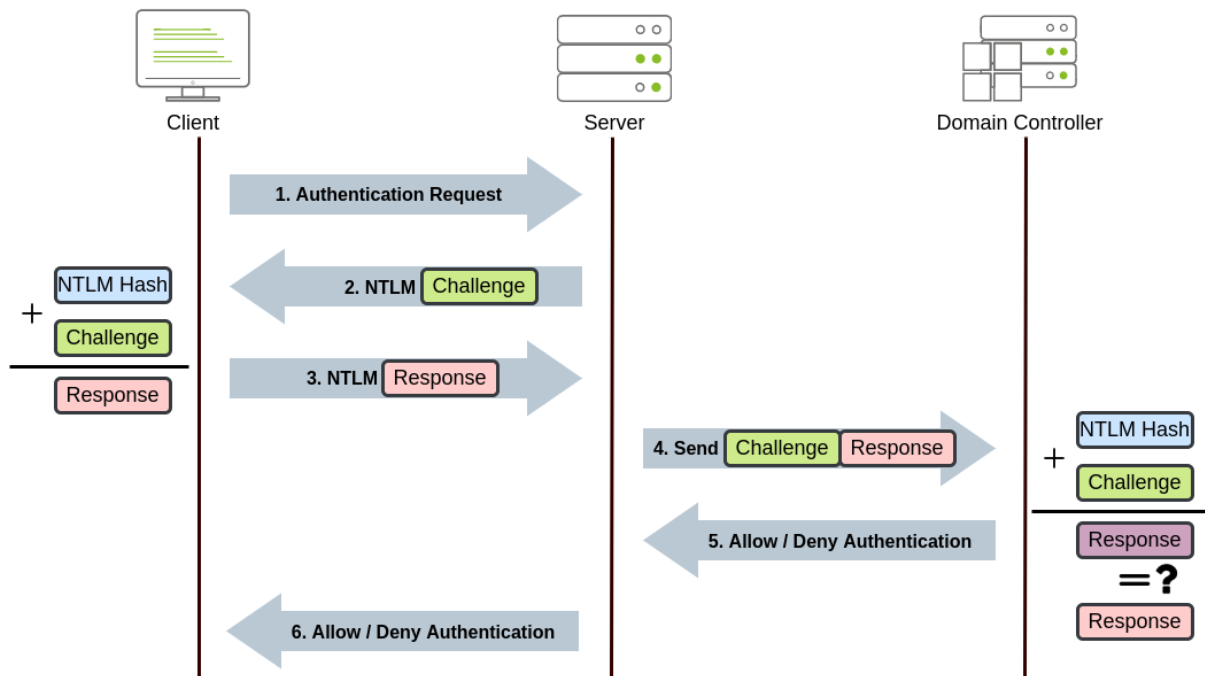 Client
Server
Domain Controller
1. Authentication Request
NTLM Hash
2. NTLM Challenge
+
Challenge
3. NTLM Response
Response
4. Send Challenge Response
NTLM Hash
+
Challenge
5. Allow / Deny Authentication
Response
=?
6. Allow / Deny Authentication
Response